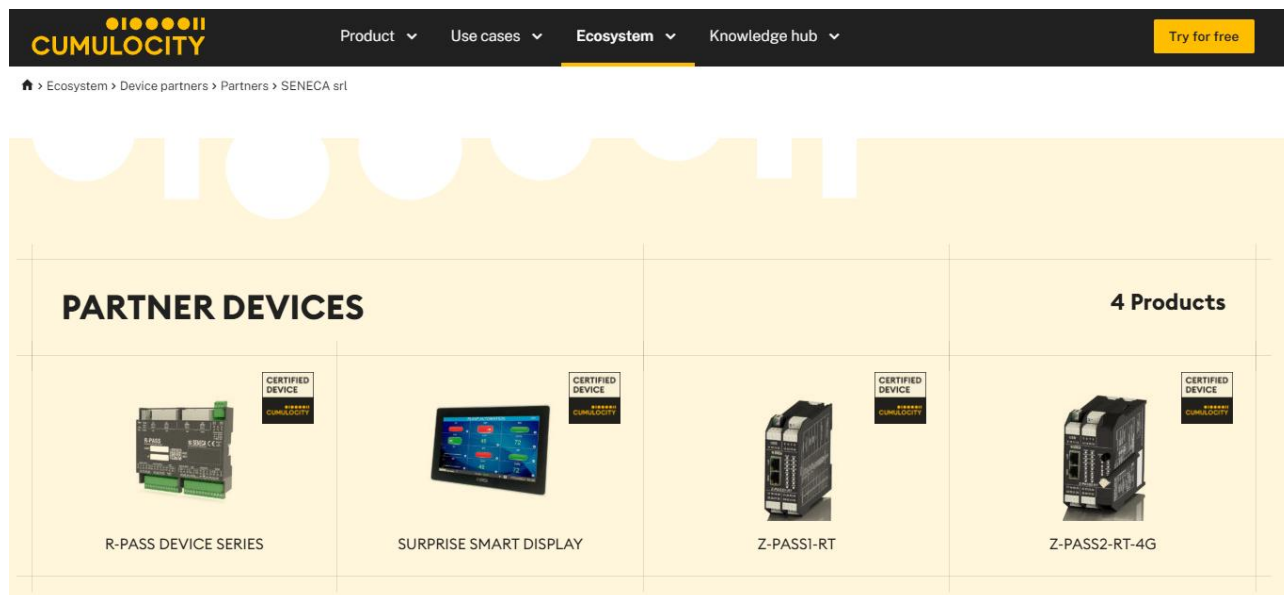 CUMULOCITY
Product
Use cases
Ecosystem
Knowledge hub
Try for free
> Ecosystem > Device partners > Partners > SENECA srl
PARTNER DEVICES
4 Products
CERTIFIED
DEVICE
CUMULOCITY
R-PASS
SENECA
CERTIFIED
DEVICE
CUMULOCITY
CERTIFIED
DEVICE
CUMULOCITY
CERTIFIED
DEVICE
CUMULOCITY
R-PASS DEVICE SERIES
SURPRISE SMART DISPLAY
Z-PASS1-RT
Z-PASS2-RT-4G